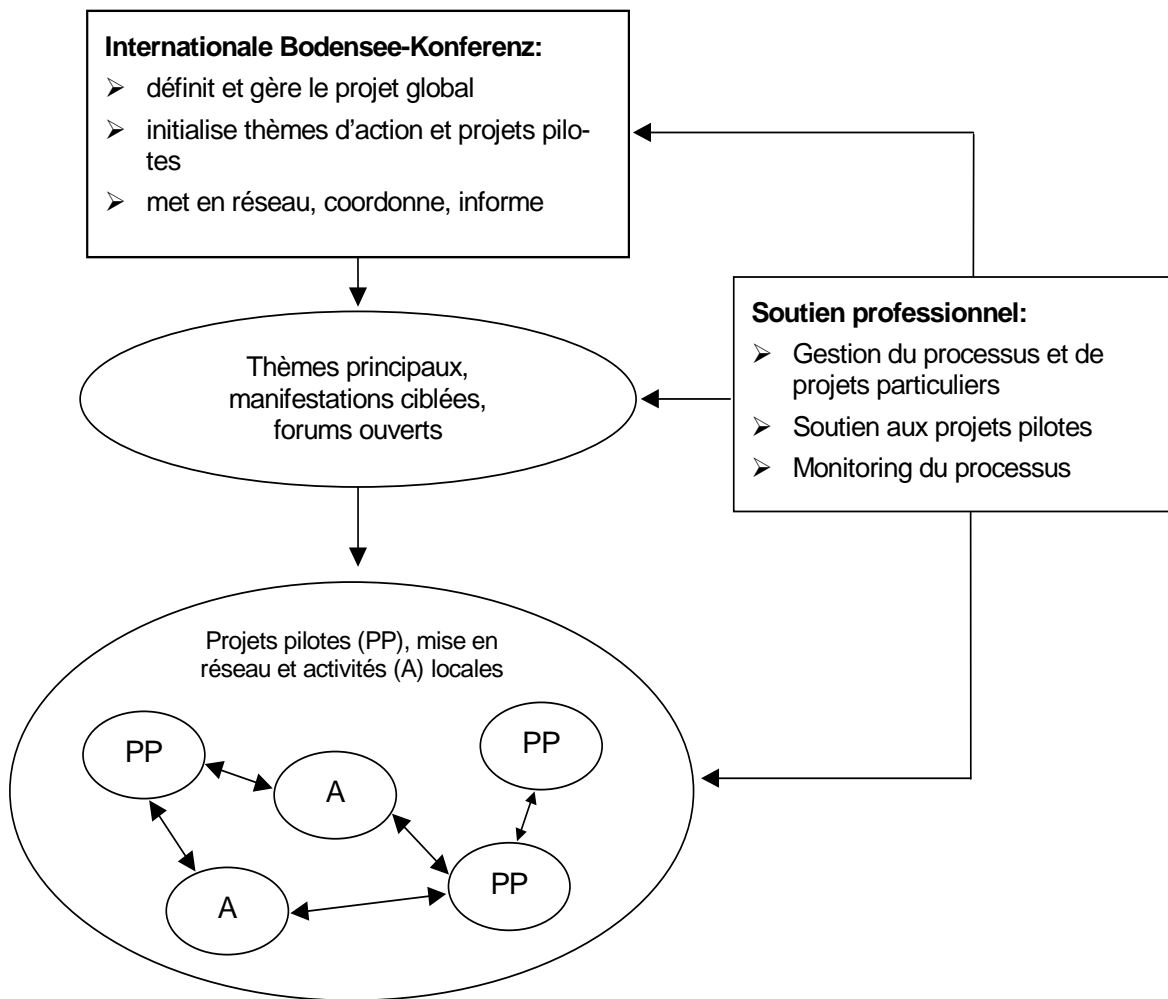 Internationale Bodensee-Konferenz:
➢ définit et gère le projet global
➢ initialise thèmes d'action et projets pilo-
tes
➢ met en réseau, coordonne, informe
Soutien professionnel:
➢ Gestion du processus et de
projets particuliers
➢ Soutien aux projets pilotes
➢ Monitoring du processus
Thèmes principaux,
manifestations ciblées,
forums ouverts
Projets pilotes (PP), mise en
réseau et activités (A) locales
PP
PP
A
PP
A